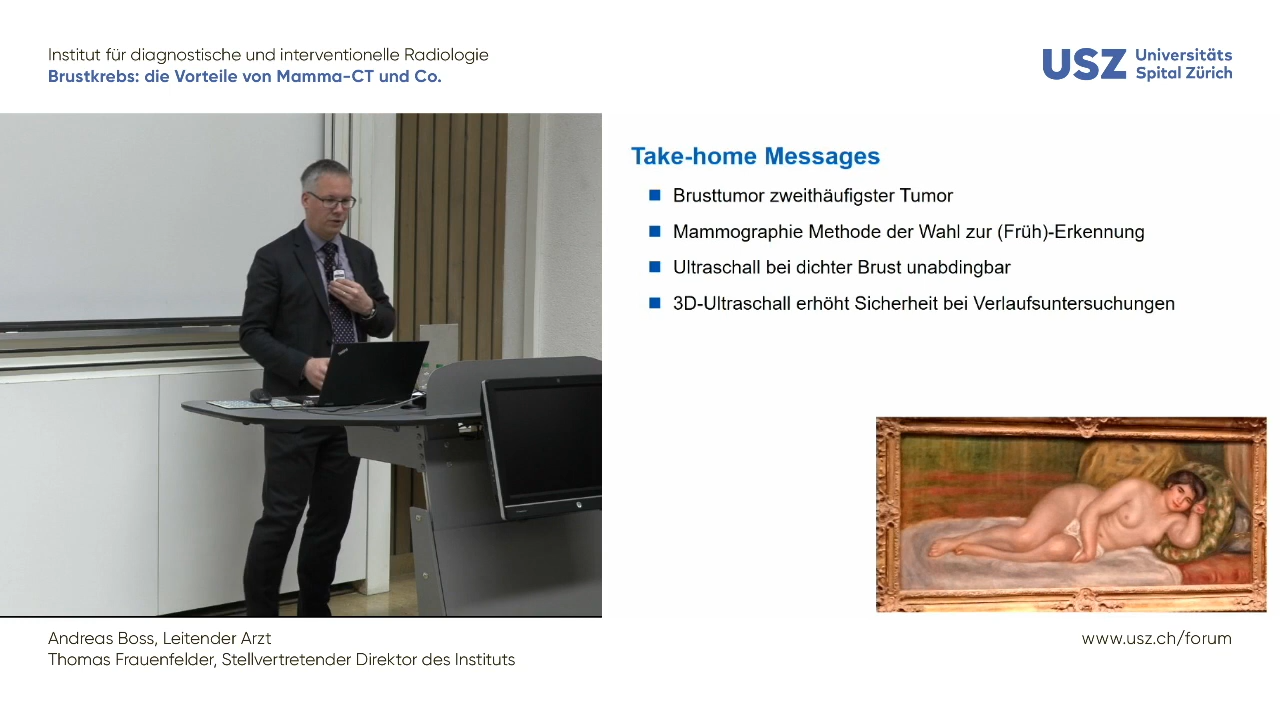 Institut für diagnostische und interventionelle Radiologie
Brustkrebs: die Vorteile von Mamma-CT und Co.
USZ Universitäts
Spital Zürich
Take-home Messages
Brusttumor zweithäufigster Tumor
Mammographie Methode der Wahl zur (Früh)-Erkennung
Ultraschall bei dichter Brust unabdingbar
3D-Ultraschall erhöht Sicherheit bei Verlaufsuntersuchungen
Andreas Boss, Leitender Arzt
Thomas Frauenfelder, Stellvertretender Direktor des Instituts
www.usz.ch/forum